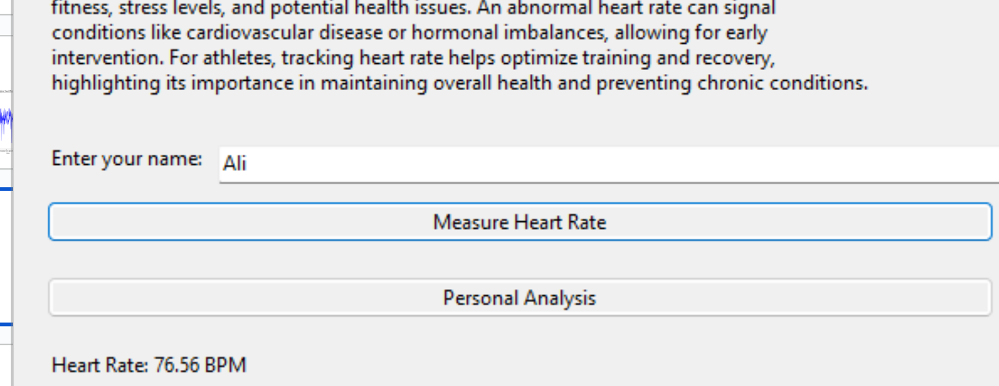 fitness, stress levels, and potential health issues. An abnormal heart rate can signal
conditions like cardiovascular disease or hormonal imbalances, allowing for early
intervention. For athletes, tracking heart rate helps optimize training and recovery,
highlighting its importance in maintaining overall health and preventing chronic conditions.
Enter your name: Ali
Measure Heart Rate
Personal Analysis
Heart Rate: 76.56 BPM